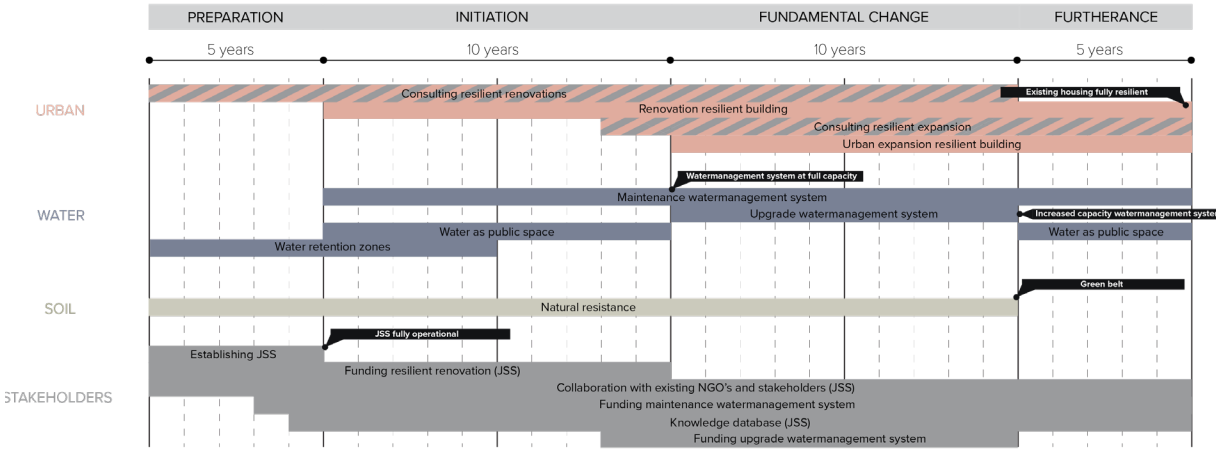 PREPARATION
INITIATION
FUNDAMENTAL CHANGE
FURTHERANCE
5 years
10 years
10 years
5 years
URBAN
Consulting resilient renovations
Existing housing fully resilient
Renovation resilient building
Consulting resilient expansion
Urban expansion resilient building
WATER
Watermanagement system at full capacity
Maintenance watermanagement system
Upgrade watermanagement system
Increased capacity watermanagement syste
Water as public space
Water as public space
Water retention zones
SOIL
Green belt
Natural resistance
STAKEHOLDERS
JSS fully operational
Establishing JSS
Funding resilient renovation (JSS)
Collaboration with existing NGO's and stakeholders (JSS)
Funding maintenance watermanagement system
Knowledge database (JSS)
Funding upgrade watermanagement system